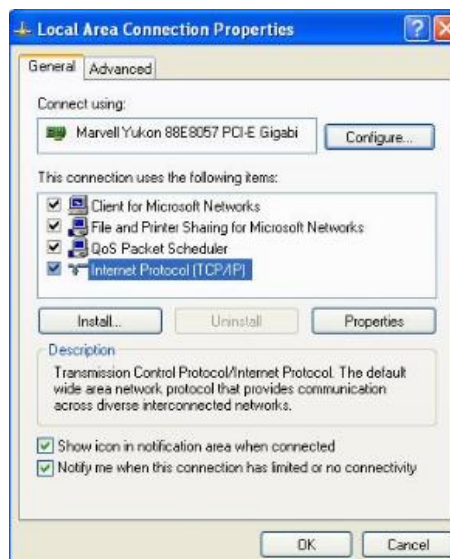 Local Area Connection Properties
General
Advanced
Connect using:
Marvell Yukon 88E8057 PCI-E Gigabi
Configure...
This connection uses the following items:
Client for Microsoft Networks
File and Printer Sharing for Microsoft Networks
QoS Packet Scheduler
Internet Protocol (TCP/IP)
Install...
Uninstall
Properties
Description
Transmission Control Protocol/Internet Protocol. The default
wide area network protocol that provides communication
across diverse interconnected networks.
Show icon in notification area when connected
Notify me when this connection has limited or no connectivity
OK
Cancel